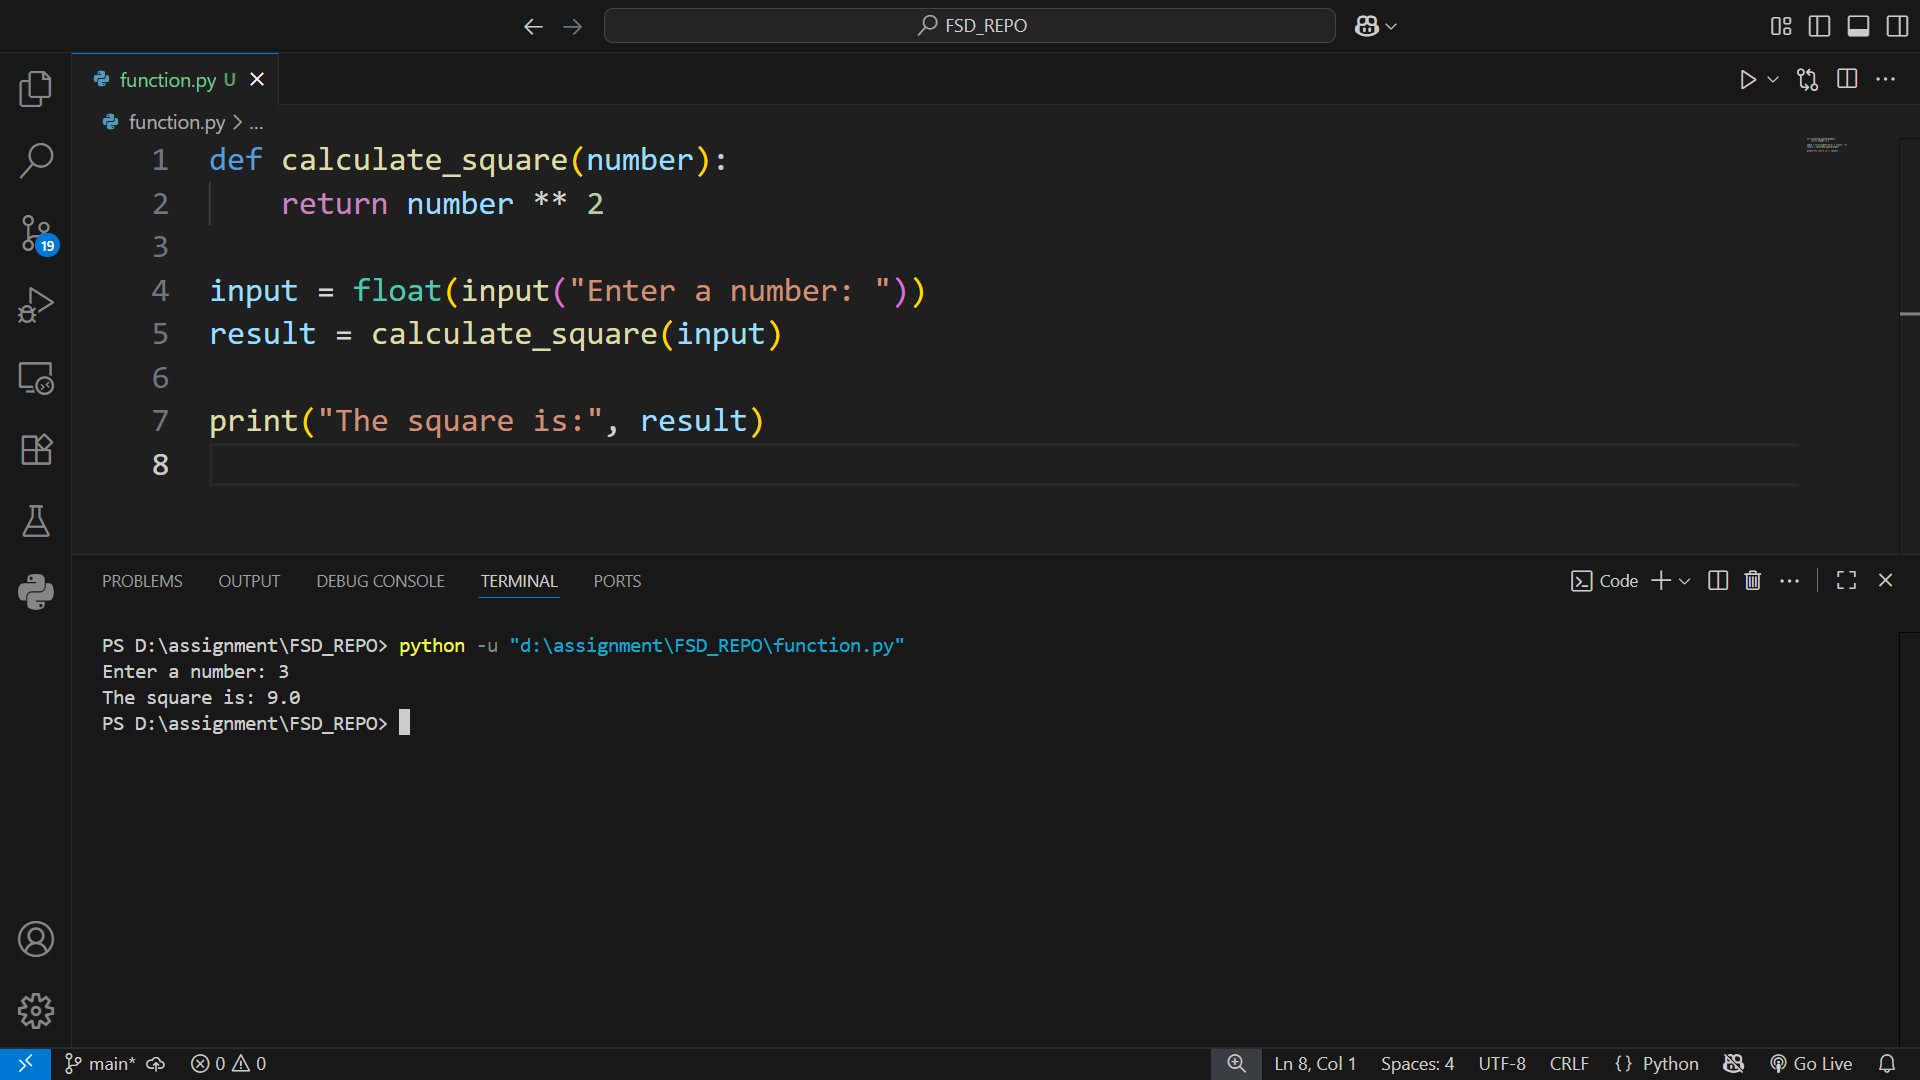 FSD_REPO
function.py U
function.py > ...
1 def calculate_square(number):
2     return number ** 2
3
4 input = float(input("Enter a number: "))
5 result = calculate_square(input)
6
7 print("The square is:", result)
8
19
PROBLEMS OUTPUT DEBUG CONSOLE TERMINAL PORTS Code
PS D:\assignment\FSD_REPO> python -u "d:\assignment\FSD_REPO\function.py"
Enter a number: 3
The square is: 9.0
PS D:\assignment\FSD_REPO>
main* 0 0 Ln 8, Col 1 Spaces: 4 UTF-8 CRLF {} Python Go Live